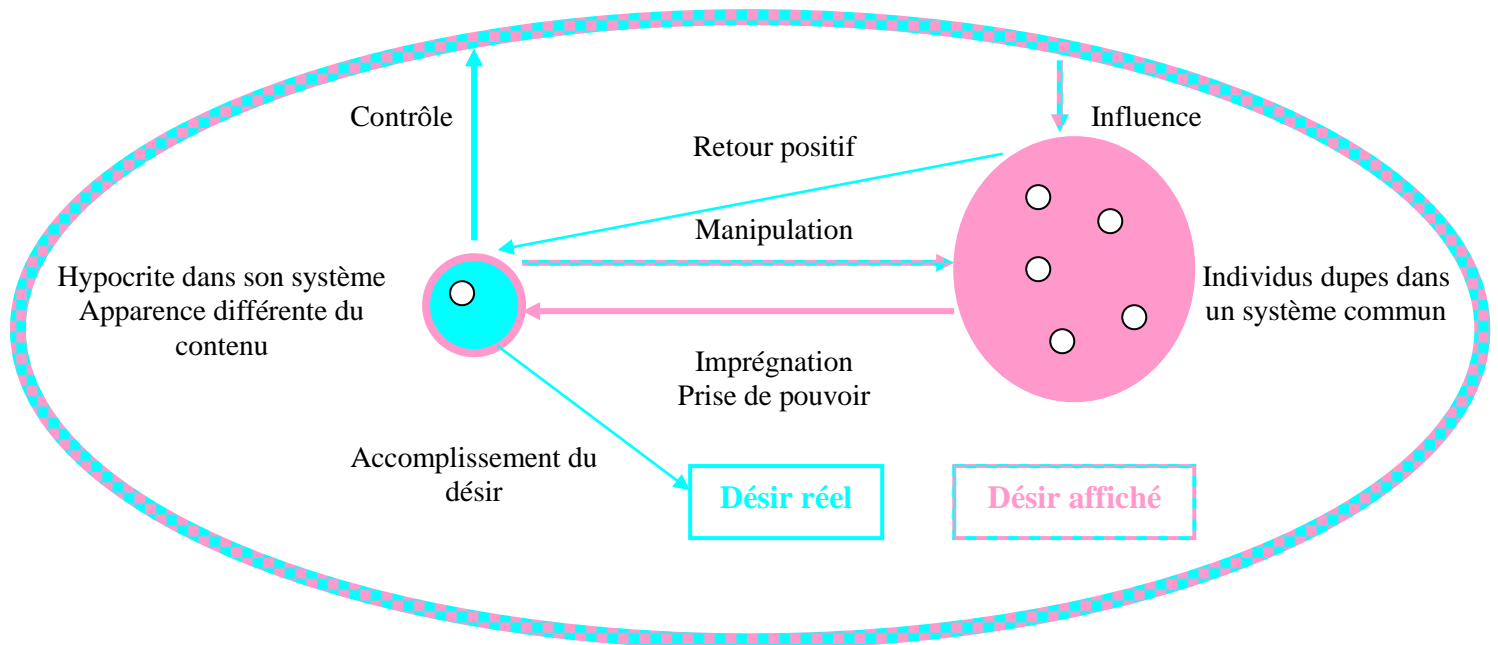 Contrôle
Influence
Retour positif
Manipulation
Hypocrite dans son système
Apparence différente du
contenu
Individus dupes dans
un système commun
Imprégnation
Prise de pouvoir
Accomplissement du
désir
Désir réel
Désir affiché